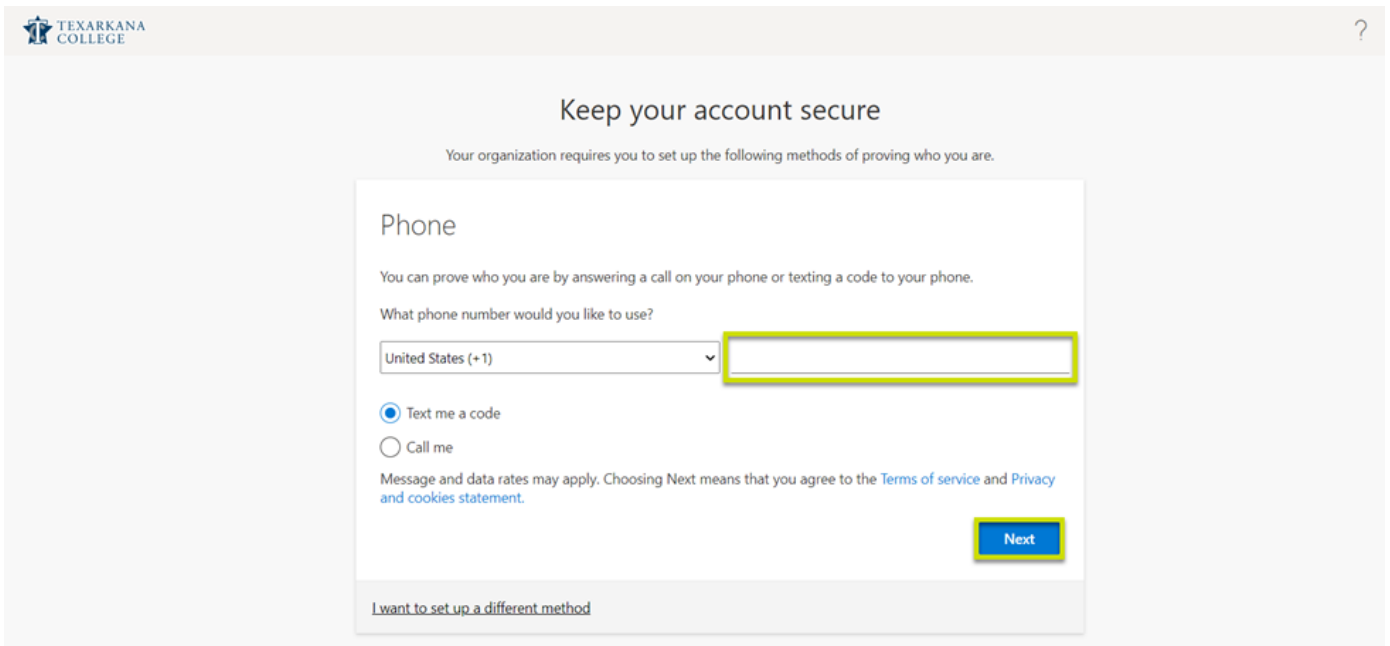 TEXARKANA
COLLEGE
?
Keep your account secure
Your organization requires you to set up the following methods of proving who you are.
Phone
You can prove who you are by answering a call on your phone or texting a code to your phone.
What phone number would you like to use?
United States (+1)
Text me a code
Call me
Message and data rates may apply. Choosing Next means that you agree to the Terms of service and Privacy
and cookies statement.
Next
I want to set up a different method